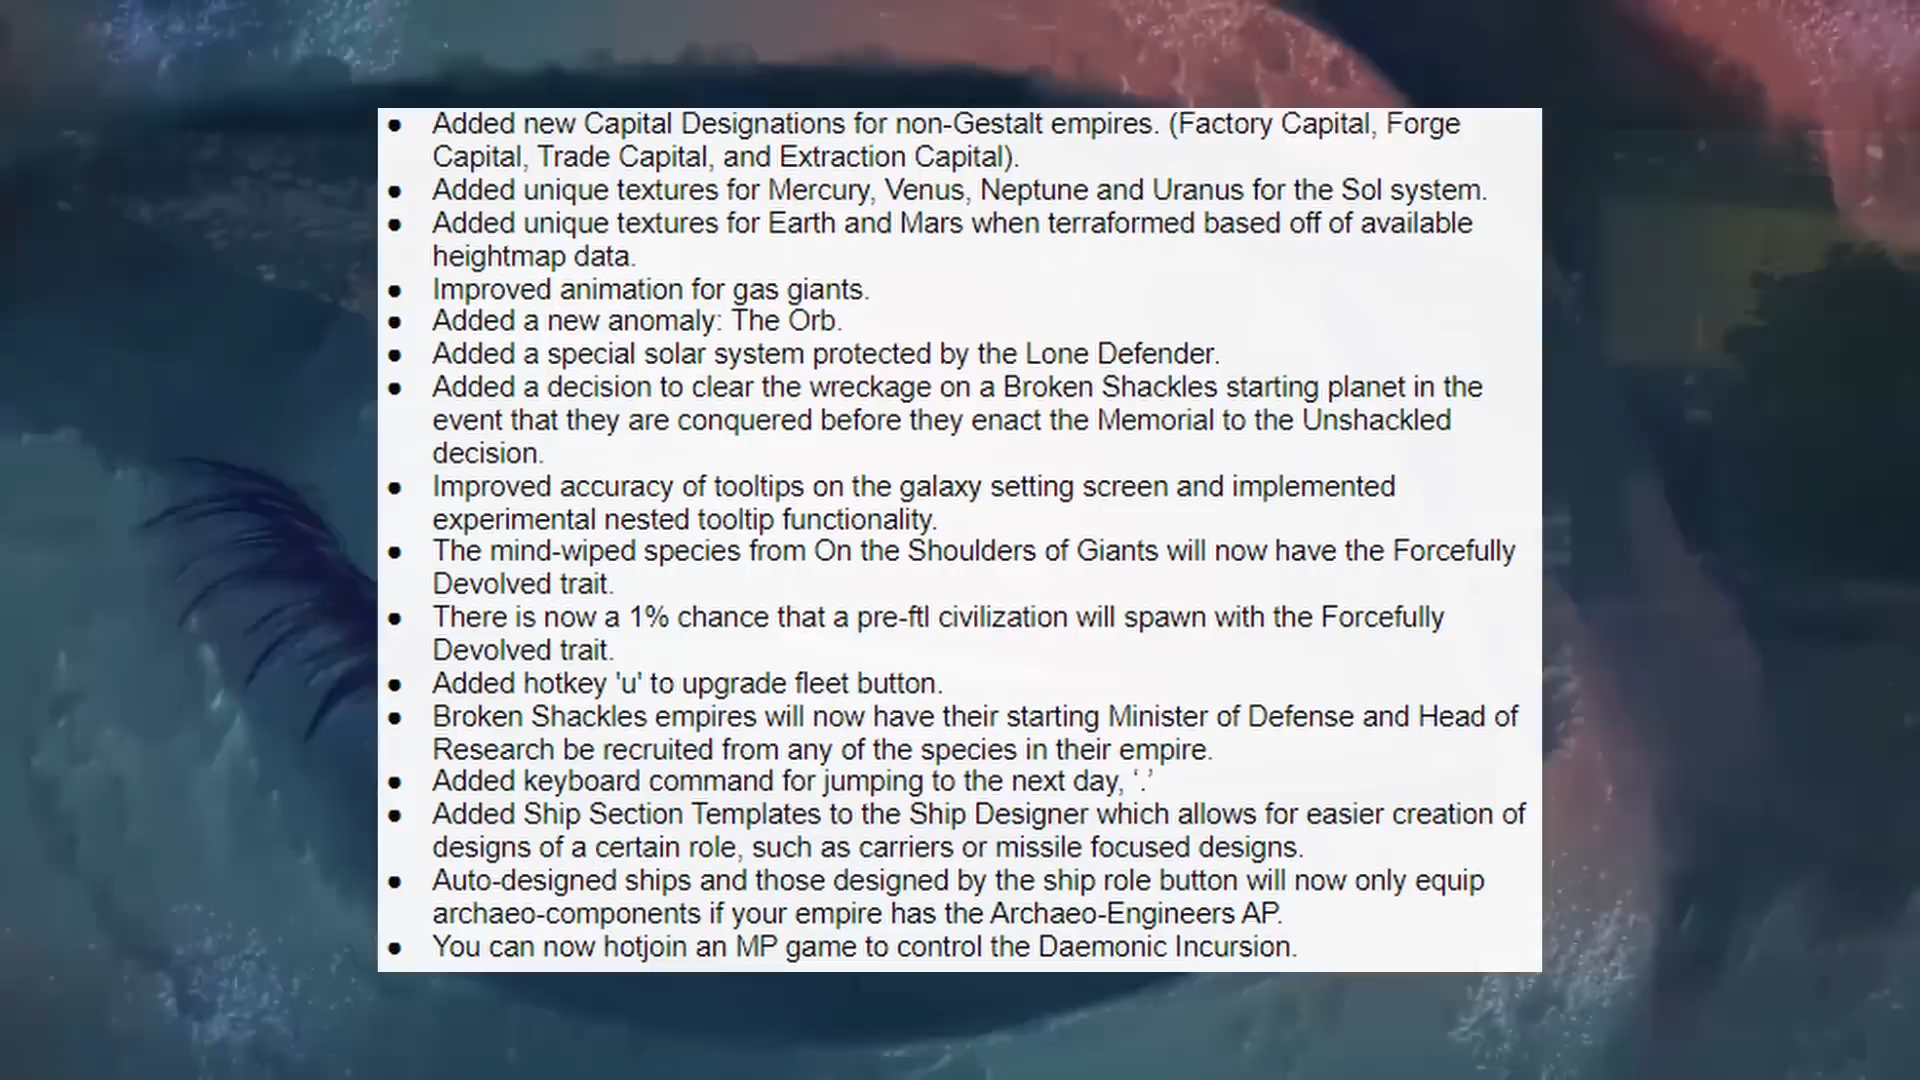 ● Added new Capital Designations for non-Gestalt empires. (Factory Capital, Forge
Capital, Trade Capital, and Extraction Capital).
● Added unique textures for Mercury, Venus, Neptune and Uranus for the Sol system.
● Added unique textures for Earth and Mars when terraformed based off of available
heightmap data.
● Improved animation for gas giants.
● Added a new anomaly: The Orb.
● Added a special solar system protected by the Lone Defender.
● Added a decision to clear the wreckage on a Broken Shackles starting planet in the
event that they are conquered before they enact the Memorial to the Unshackled
decision.
● Improved accuracy of tooltips on the galaxy setting screen and implemented
experimental nested tooltip functionality.
● The mind-wiped species from On the Shoulders of Giants will now have the Forcefully
Devolved trait.
● There is now a 1% chance that a pre-ftl civilization will spawn with the Forcefully
Devolved trait.
● Added hotkey 'u' to upgrade fleet button.
● Broken Shackles empires will now have their starting Minister of Defense and Head of
Research be recruited from any of the species in their empire.
● Added keyboard command for jumping to the next day, ‘.’
● Added Ship Section Templates to the Ship Designer which allows for easier creation of
designs of a certain role, such as carriers or missile focused designs.
● Auto-designed ships and those designed by the ship role button will now only equip
archaeo-components if your empire has the Archaeo-Engineers AP.
● You can now hotjoin an MP game to control the Daemonic Incursion.